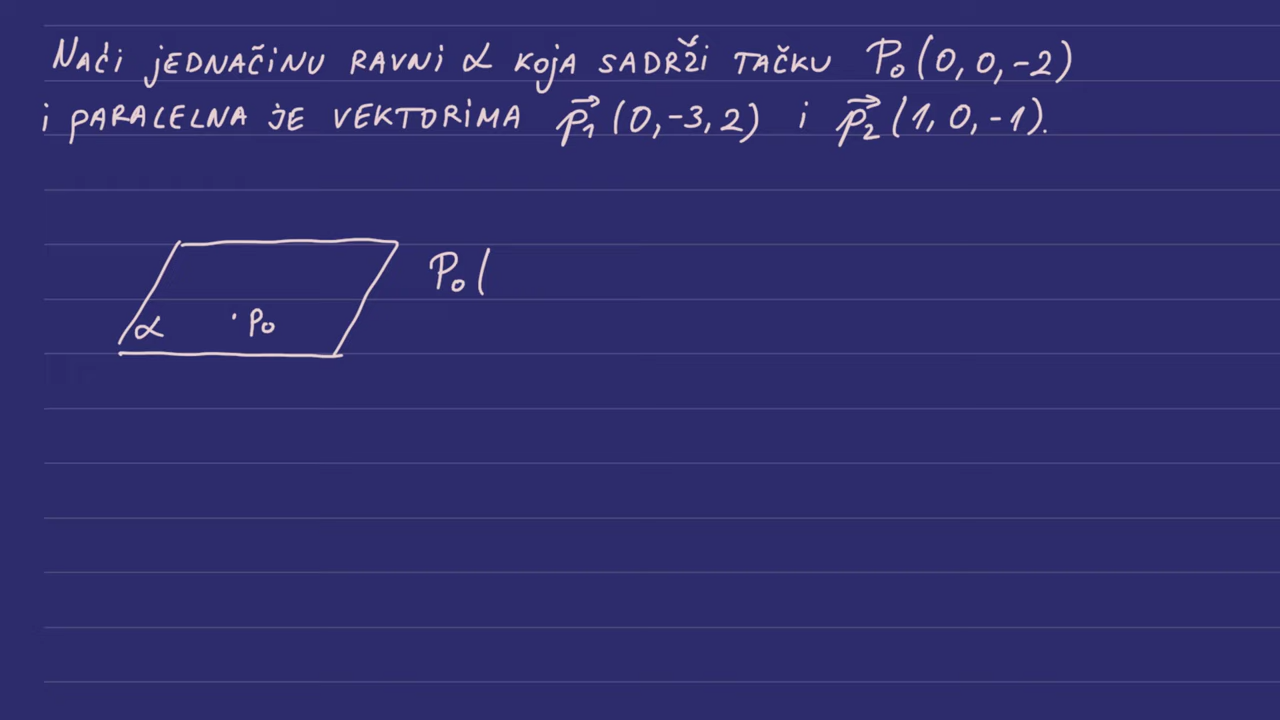 Naći jednačinu ravni α koja sadrži tačku P₀(0, 0, -2)
i paralelna je vektorima p⃗₁(0, -3, 2) i p⃗₂(1, 0, -1).
P₀(
α · P₀